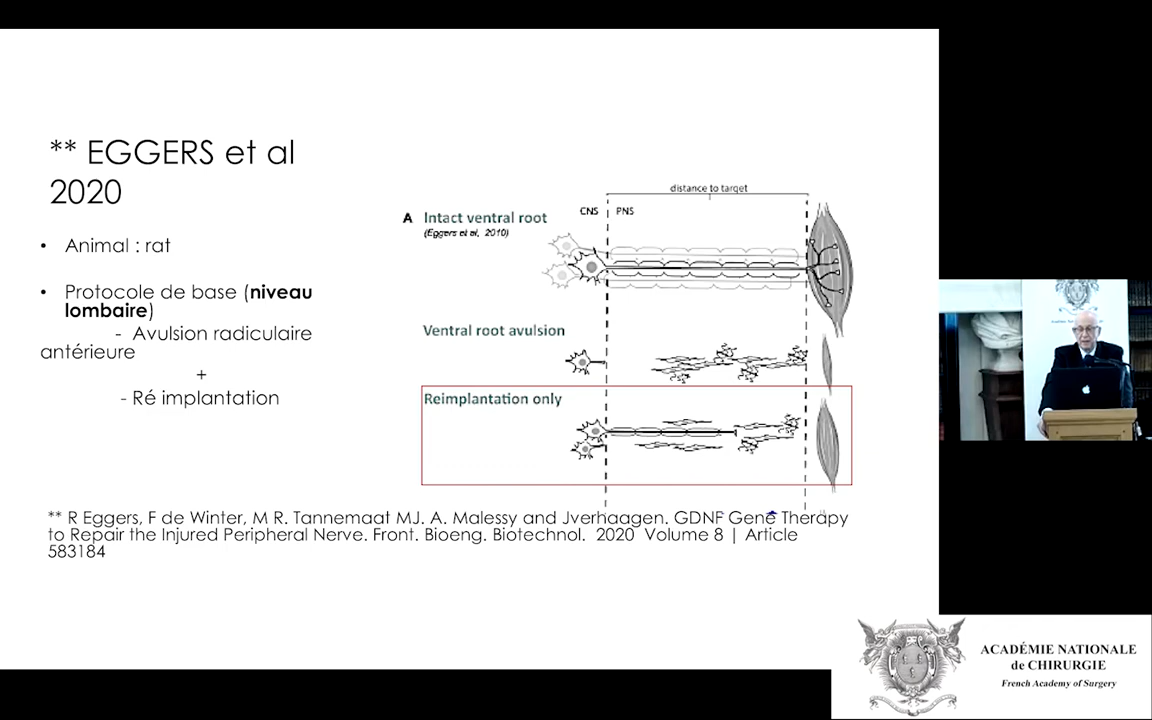 ** EGGERS et al
2020
• Animal : rat
• Protocole de base (niveau
lombaire)
- Avulsion radiculaire
antérieure
+
- Ré implantation
distance to target
CNS
PNS
A Intact ventral root
(Eggers et al, 2010)
Ventral root avulsion
Reimplantation only
** R Eggers, F de Winter, M R. Tannemaat MJ. A. Malessy and Jverhaagen. GDNF Gene Therapy
to Repair the Injured Peripheral Nerve. Front. Bioeng. Biotechnol. 2020 Volume 8 | Article
583184
ACADÉMIE NATIONALE
de CHIRURGIE
French Academy of Surgery